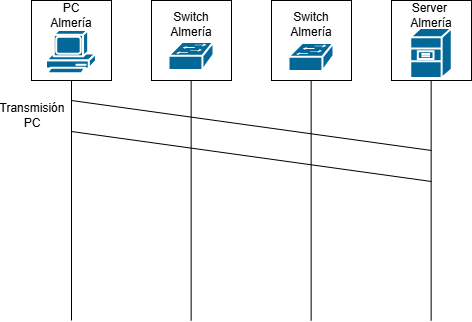 PC
Almería
Switch
Almería
Switch
Almería
Server
Almería
Transmisión
PC